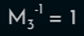 M₃⁻¹ = 1